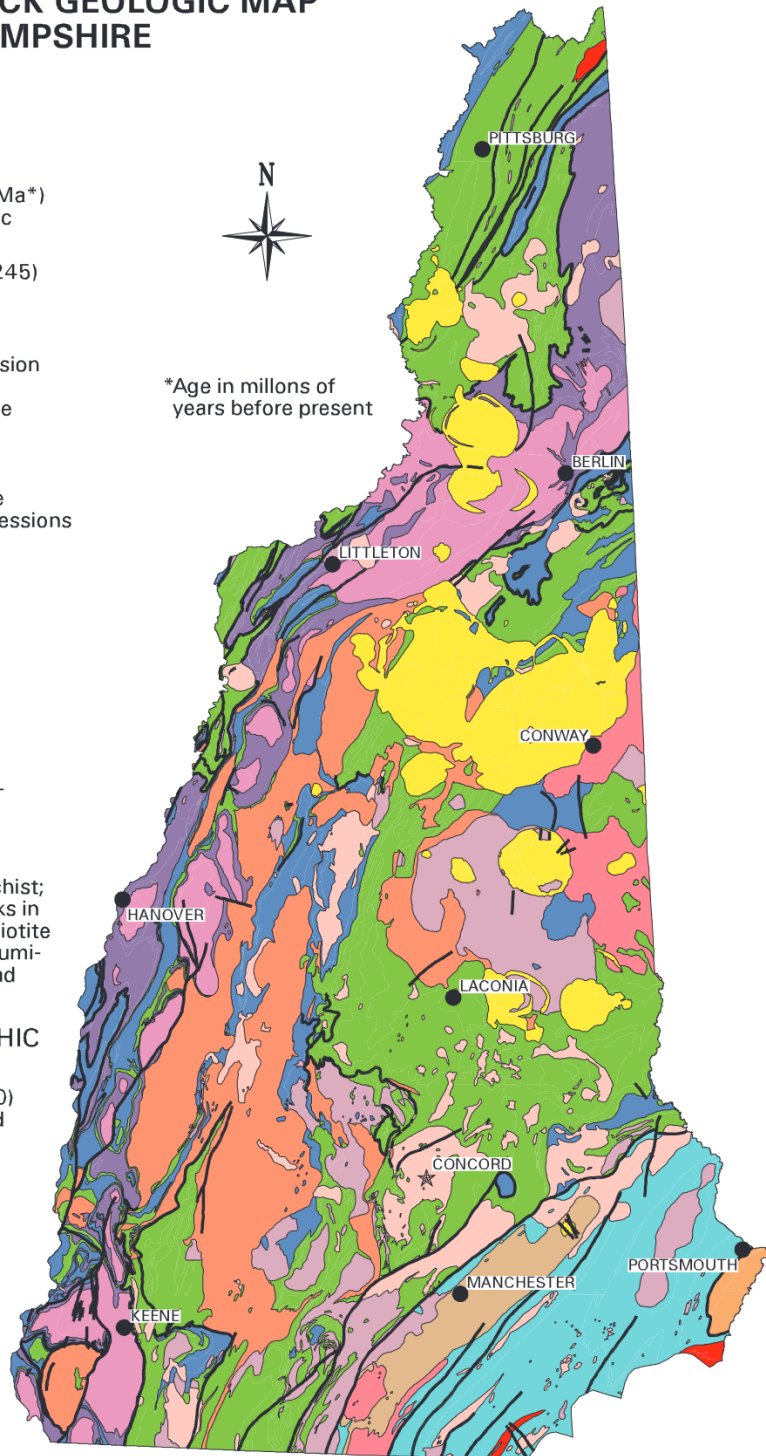 CK GEOLOGIC MAP
MPSHIRE
Ma*)
c
245)
sion
e
e
essions
N
*Age in millons of
years before present
PITTSBURG
BERLIN
LITTLETON
CONWAY
-
chist;
ks in
iotite
umi-
nd
HANOVER
LACONIA
HIC
0)
d
CONCORD
PORTSMOUTH
MANCHESTER
KEENE